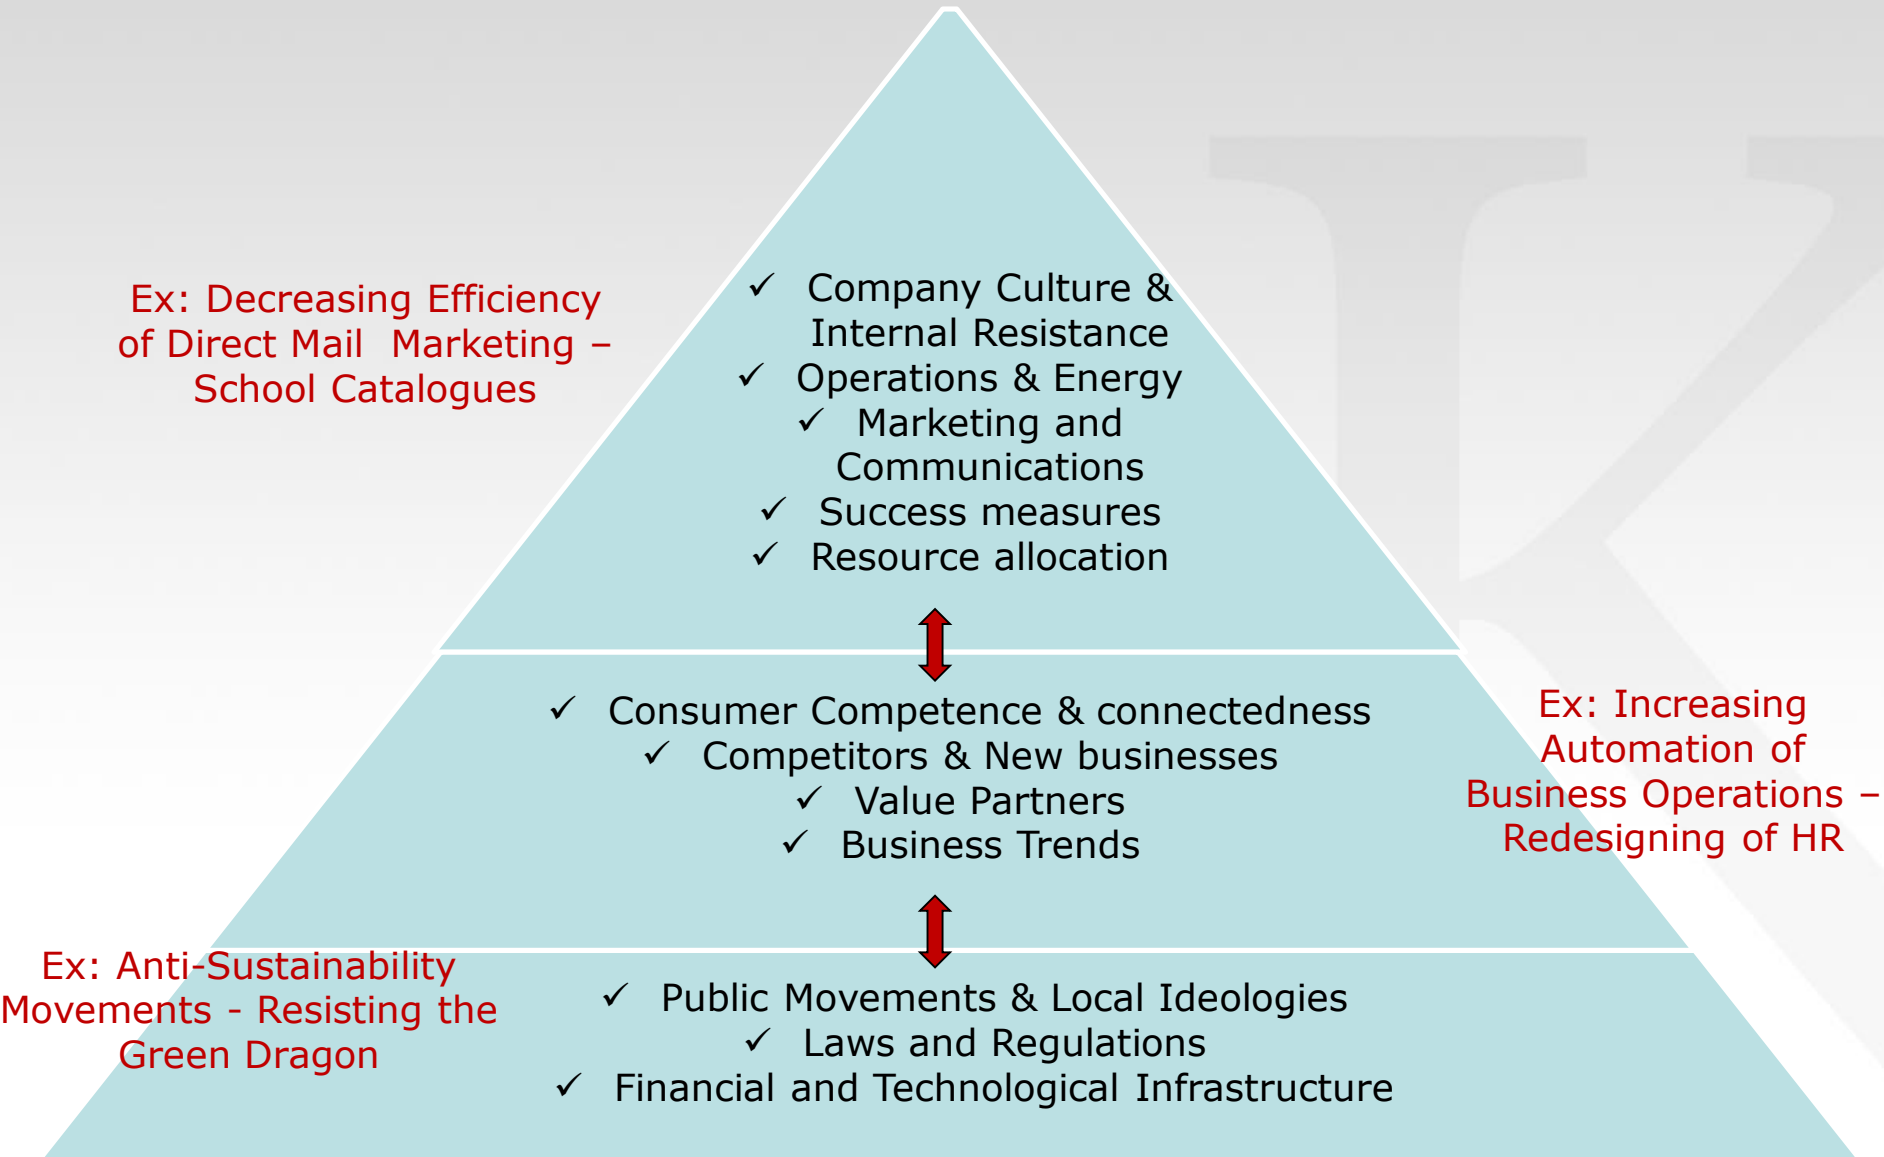 Ex: Decreasing Efficiency
of Direct Mail  Marketing –
School Catalogues
✓ Company Culture &
Internal Resistance
✓ Operations & Energy
✓ Marketing and
Communications
✓ Success measures
✓ Resource allocation
✓ Consumer Competence & connectedness
✓ Competitors & New businesses
✓ Value Partners
✓ Business Trends
Ex: Increasing
Automation of
Business Operations –
Redesigning of HR
Ex: Anti-Sustainability
Movements - Resisting the
Green Dragon
✓ Public Movements & Local Ideologies
✓ Laws and Regulations
✓ Financial and Technological Infrastructure
K